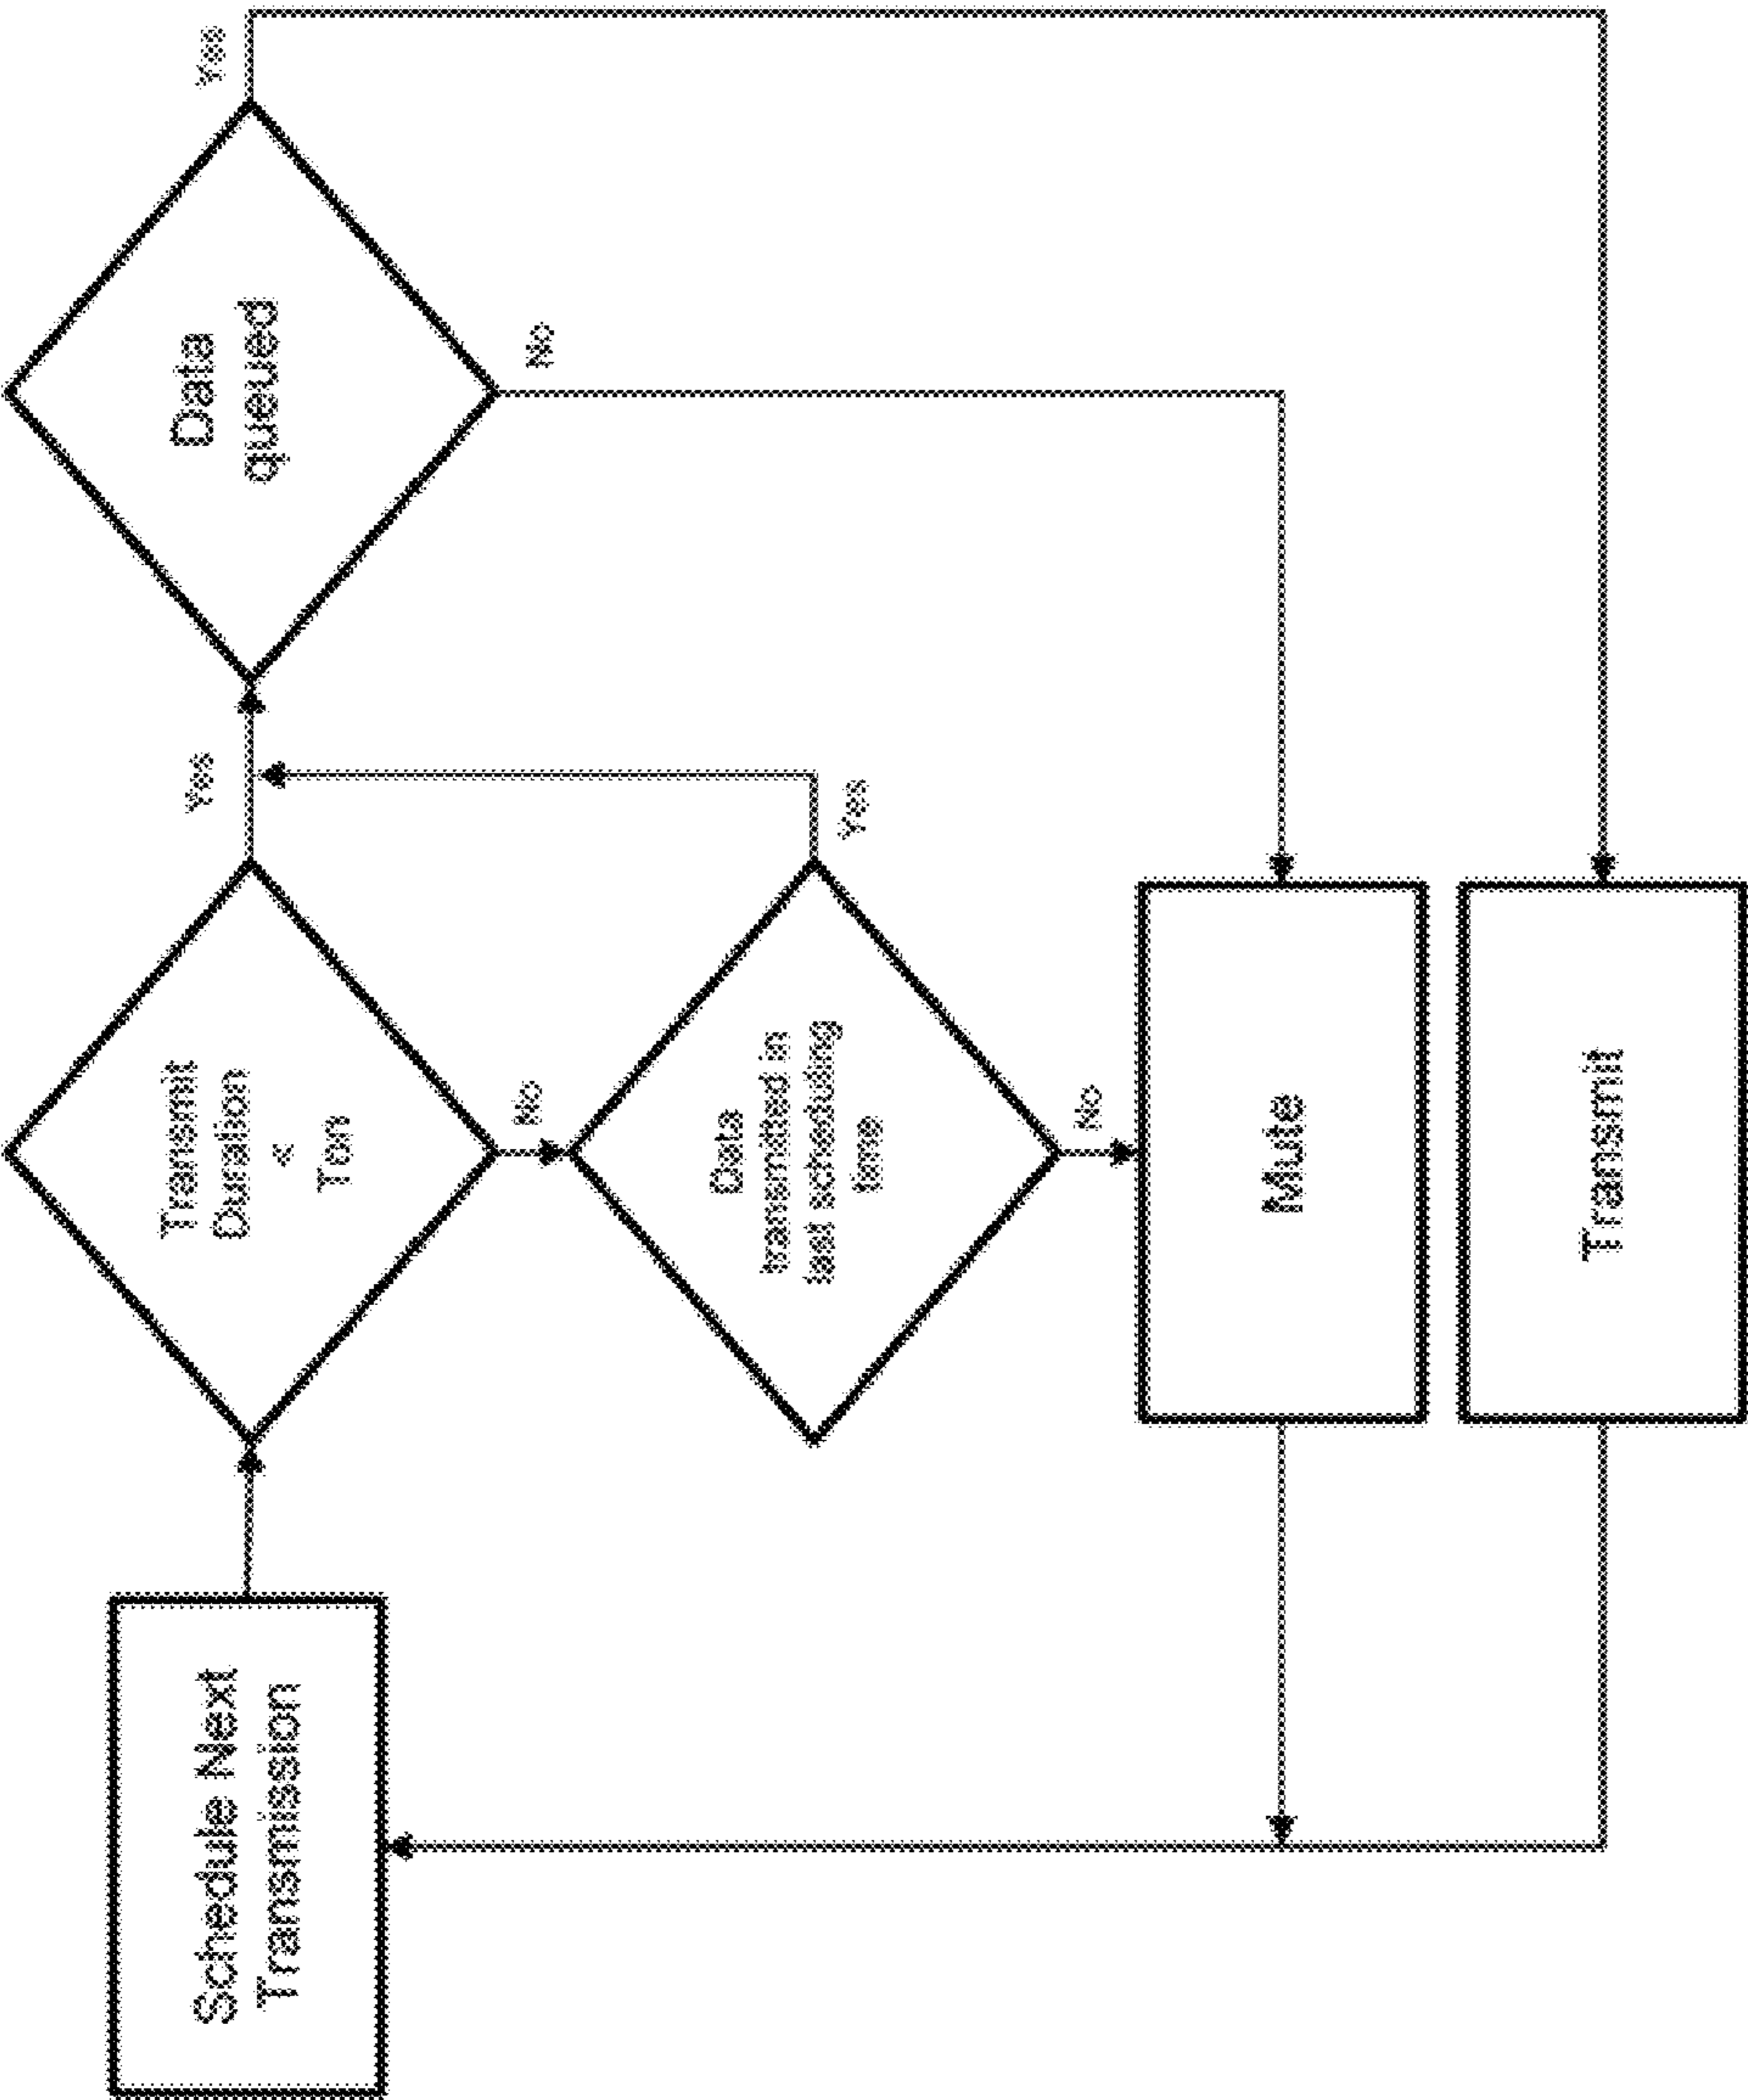 Schedule Next
Transmission
Transmit
Duration
<
Ton
Yes
No
Data
queued
Yes
No
Data
transmitted in
last scheduling
time
Yes
No
Mute
Transmit